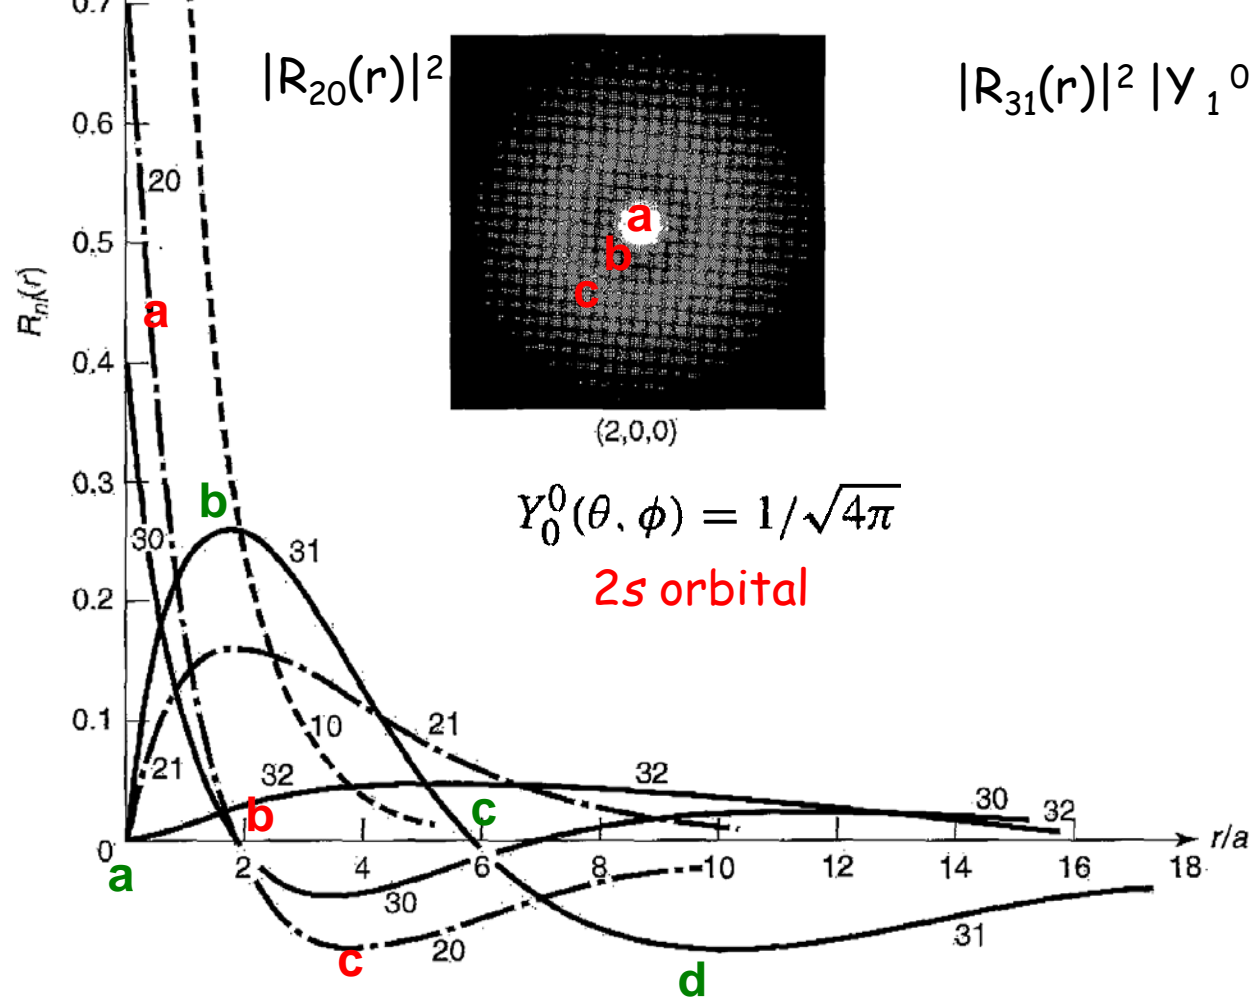 0.7
|R₂₀(r)|²
|R₃₁(r)|² |Y₁⁰
0.6
20
a
0.5
b
c
Rₙₗ(r)
a
0.4
(2,0,0)
0.3
b
Y₀⁰(θ, ϕ) = 1/√4π
30
31
2s orbital
0.2
0.1
10
21
21
32
32
b
c
30
32
0
r/a
a
2
4
6
8
10
12
14
16
18
30
20
31
c
d